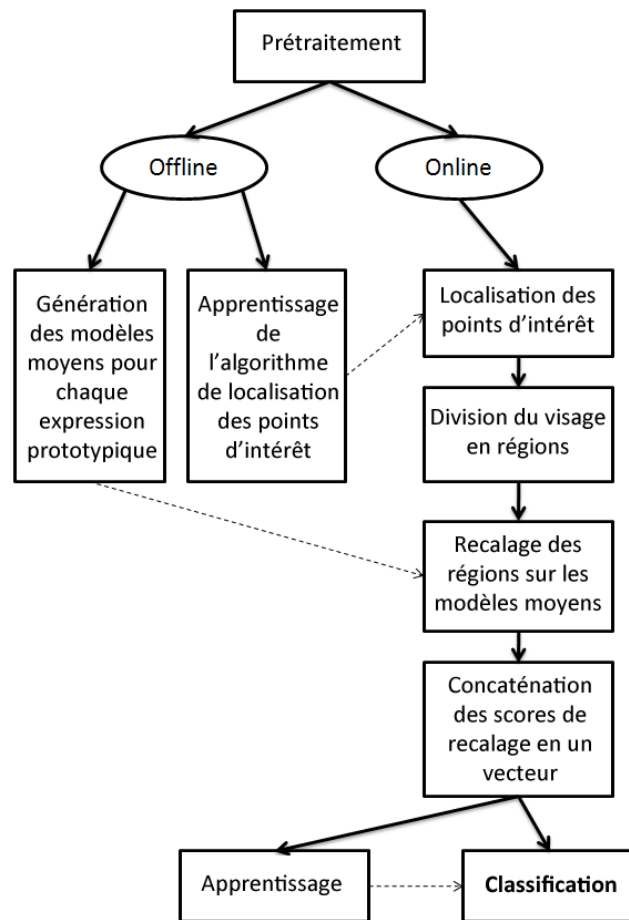 Prétraitement
Offline
Online
Génération
des modèles
moyens pour
chaque
expression
prototypique
Apprentissage
de
l'algorithme
de localisation
des points
d'intérêt
Localisation des
points d'intérêt
Division du visage
en régions
Recalage des
régions sur les
modèles moyens
Concaténation
des scores de
recalage en un
vecteur
Apprentissage
Classification